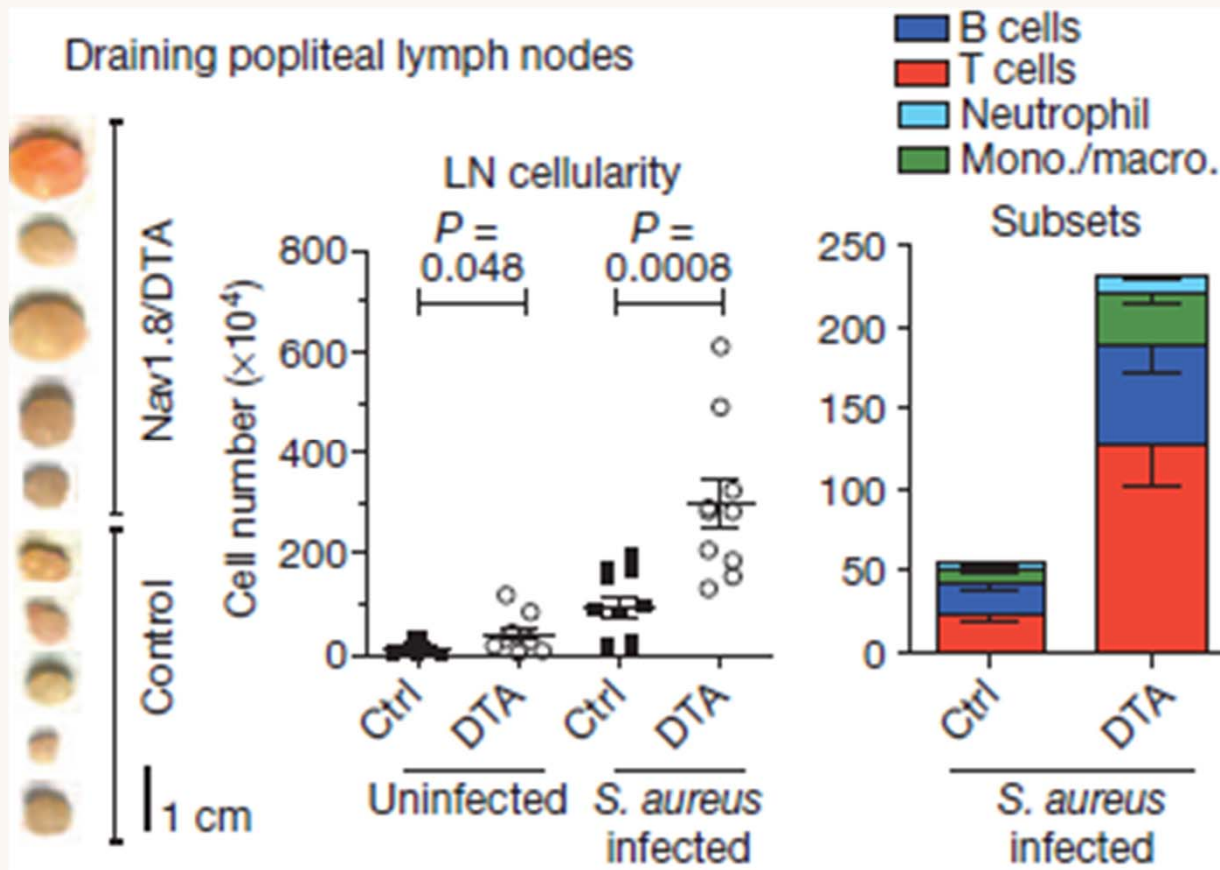 Draining popliteal lymph nodes
Nav1.8/DTA
Control
1 cm
LN cellularity
P =
0.048
P =
0.0008
Cell number (×10⁴)
800
600
400
200
0
Ctrl
DTA
Ctrl
DTA
Uninfected
S. aureus
infected
B cells
T cells
Neutrophil
Mono./macro.
Subsets
250
200
150
100
50
0
Ctrl
DTA
S. aureus
infected